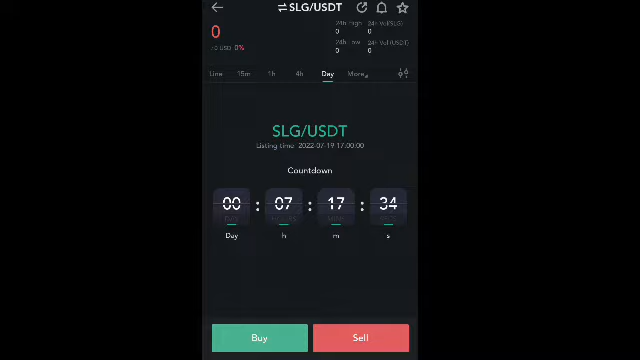 SLG/USDT
0
24h High
24h Vol(SLG)
0
0
≈0 USD 0%
24h Low
24h Vol (USDT)
0
0
Line 15m 1h 4h Day More
SLG/USDT
Listing time 2022-07-19 17:00:00
Countdown
00 : 07 : 17 : 34
Day h m s
Buy Sell